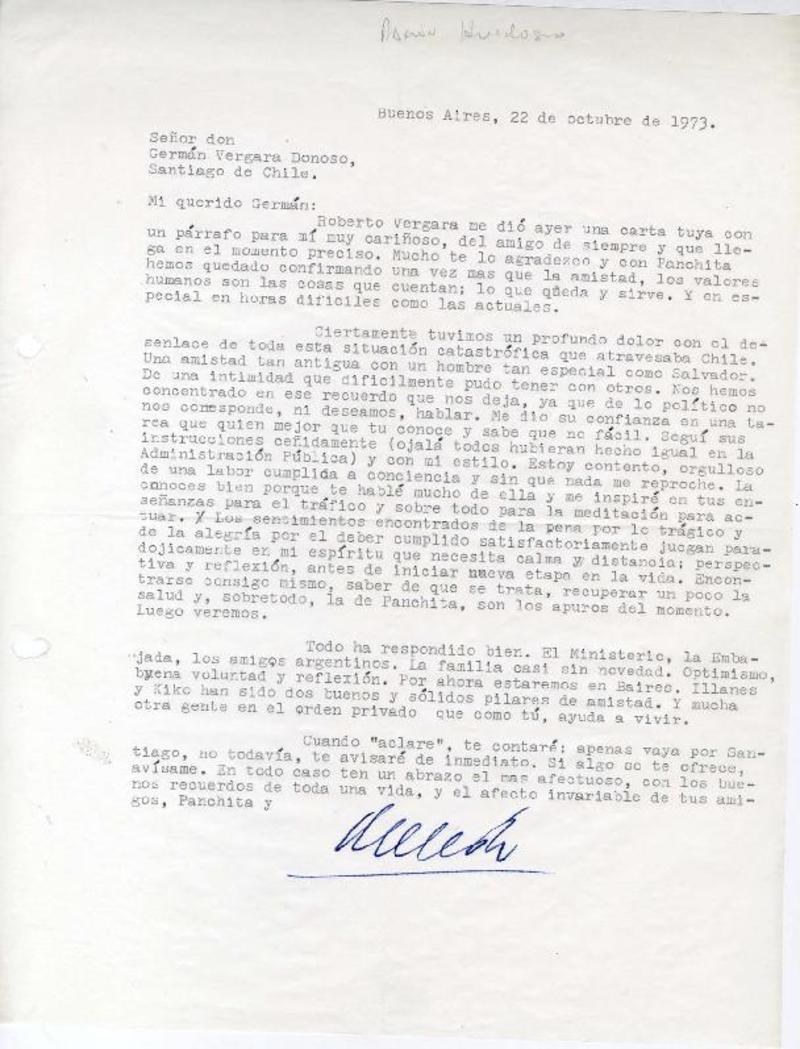 Buenos Aires, 22 de octubre de 1973.
Señor don
Germán Vergara Donoso,
Santiago de Chile.
Mi querido Germán:
Roberto Vergara me dió ayer una carta tuya con
un párrafo para mí muy cariñoso, del amigo de siempre y que lle-
ga en el momento preciso. Mucho te lo agradezco y con Panchita
hemos quedado confirmando una vez mas que la amistad, los valores
humanos son las cosas que cuentan; lo que queda y sirve. Y en es-
pecial en horas dificiles como las actuales.
Ciertamente tuvimos un profundo dolor con el de-
senlace de toda esta situación catastrófica que atravesaba Chile.
Una amistad tan antigua con un hombre tan especial como Salvador.
De una intimidad que dificilmente pudo tener con otros. Nos hemos
concentrado en ese recuerdo que nos deja, ya que de lo político no
nos corresponde, ni deseamos, hablar. Me dio su confianza en una ta-
rea que quien mejor que tu conoce y sabe que no fácil. Seguí sus
instrucciones ceñidamente (ojalá todos hubieran hecho igual en la
Administración Pública) y con mi estilo. Estoy contento, orgulloso
de una labor cumplida a conciencia y sin que nada me reproche. La
conoces bien porque te hablé mucho de ella y me inspiré en tus en-
señanzas para el tráfico y sobre todo para la meditación para ac-
tuar. Y Los sentimientos encontrados de la pena por lo trágico y
de la alegría por el deber cumplido satisfactoriamente juegan para-
dojicamente en mi espíritu que necesita calma y distancia; perspec-
tiva y reflexión, antes de iniciar nueva etapa en la vida. Encon-
trarse consigo mismo, saber de que se trata, recuperar un poco la
salud y, sobretodo, la de Panchita, son los apuros del momento.
Luego veremos.
Todo ha respondido bien. El Ministerio, la Emba-
jada, los amigos argentinos. La familia casi sin novedad. Optimismo,
buena voluntad y reflexión. Por ahora estaremos en Baires. Illanes
y Kiko han sido dos buenos y sólidos pilares de amistad. Y mucha
otra gente en el orden privado que como tú, ayuda a vivir.
Cuando "aclare", te contaré; apenas vaya por San-
tiago, no todavía, te avisaré de inmediato. Si algo se te ofrece,
avísame. En todo caso ten un abrazo el mas afectuoso, con los bue-
nos recuerdos de toda una vida, y el afecto invariable de tus ami-
gos, Panchita y